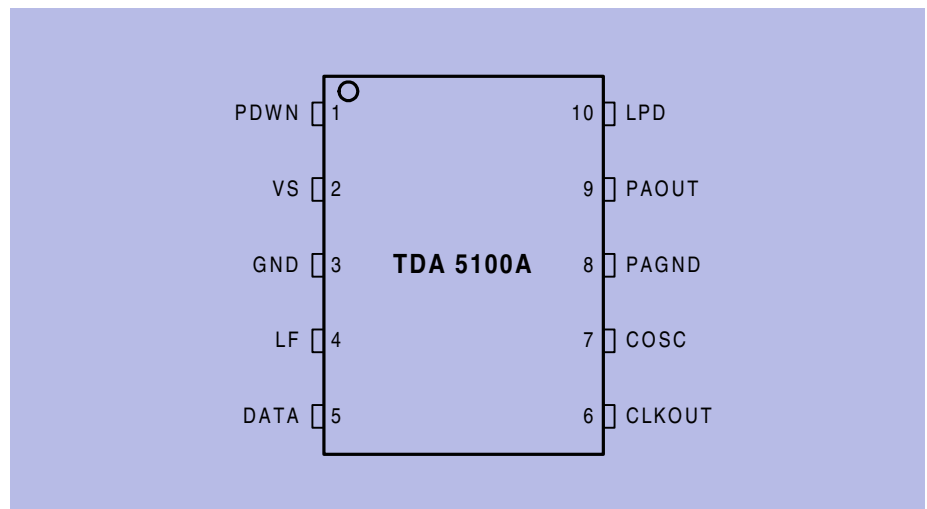 PDWN 1 10 LPD
VS 2 9 PAOUT
GND 3 TDA 5100A 8 PAGND
LF 4 7 COSC
DATA 5 6 CLKOUT